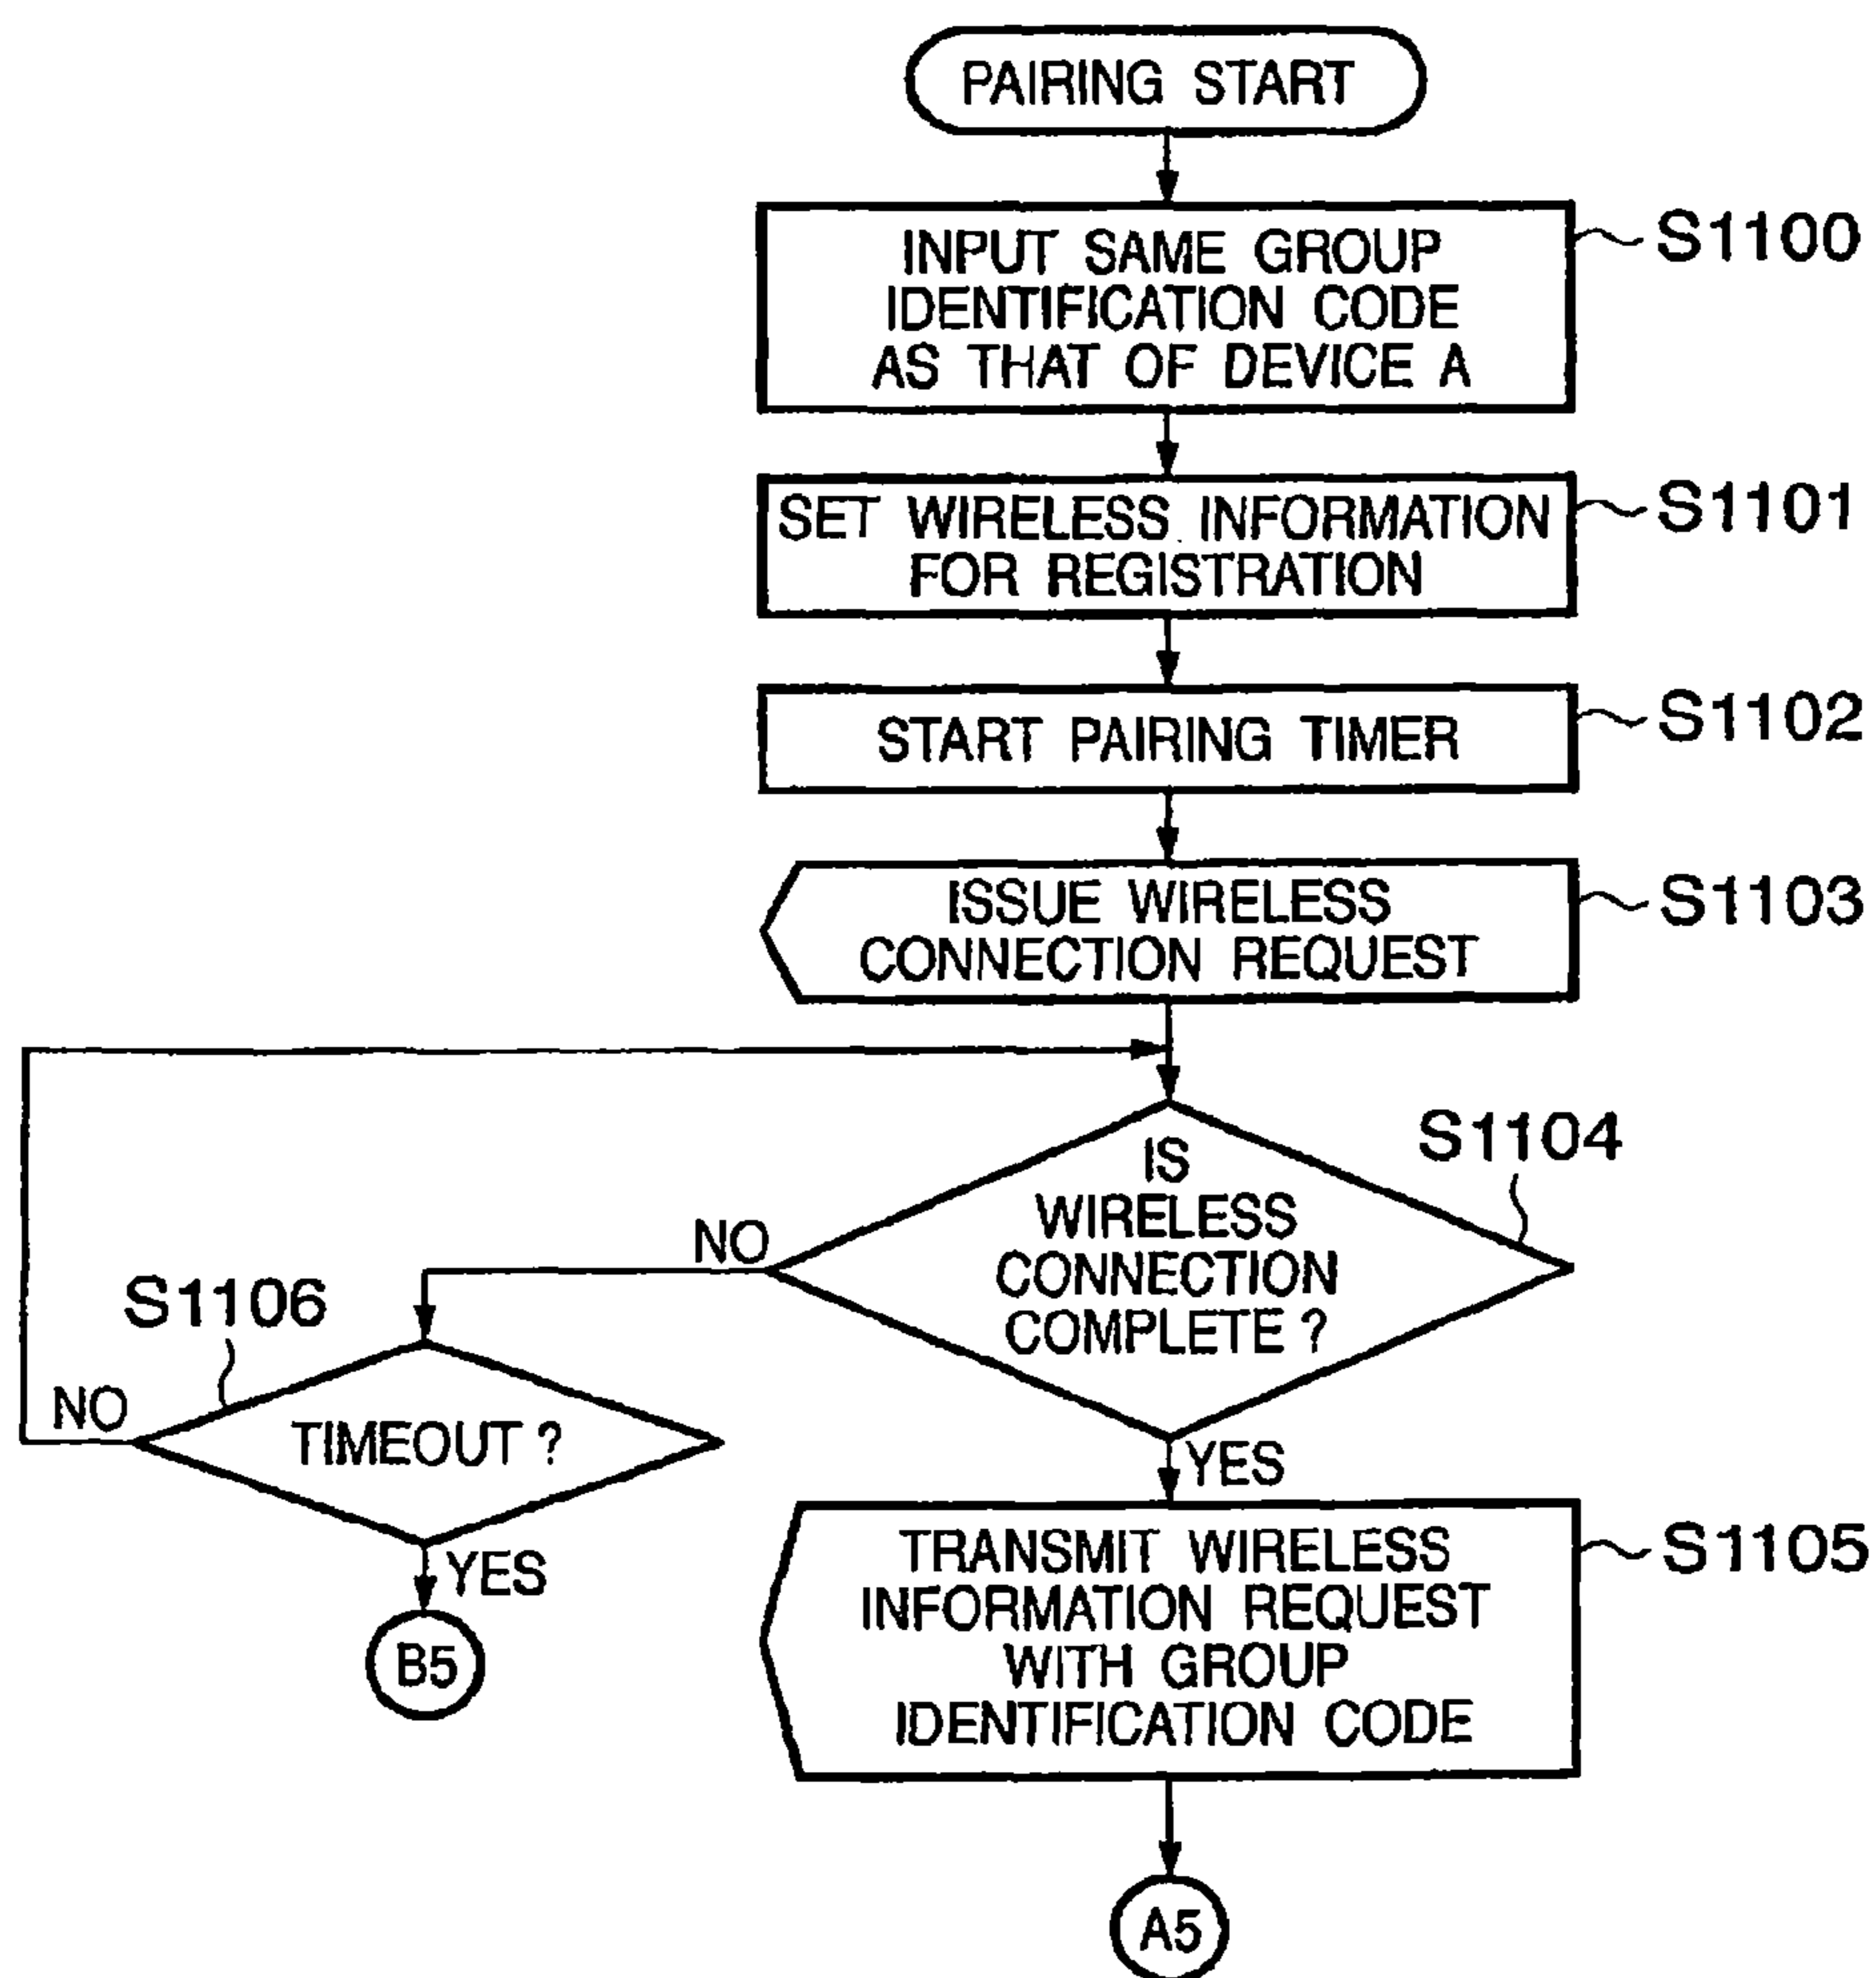 PAIRING START
INPUT SAME GROUP
IDENTIFICATION CODE
AS THAT OF DEVICE A
S1100
SET WIRELESS INFORMATION
FOR REGISTRATION
S1101
START PAIRING TIMER
S1102
ISSUE WIRELESS
CONNECTION REQUEST
S1103
IS
WIRELESS
CONNECTION
COMPLETE ?
S1104
NO
S1106
TIMEOUT ?
NO
YES
B5
YES
TRANSMIT WIRELESS
INFORMATION REQUEST
WITH GROUP
IDENTIFICATION CODE
S1105
A5